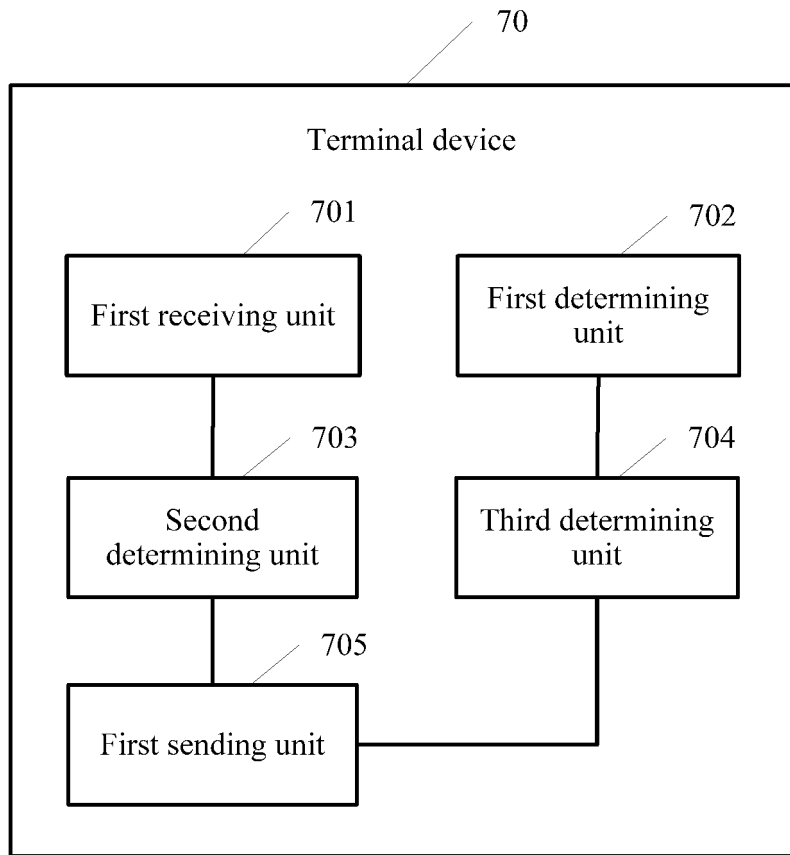 70
Terminal device
701
First receiving unit
702
First determining
unit
703
Second
determining unit
704
Third determining
unit
705
First sending unit